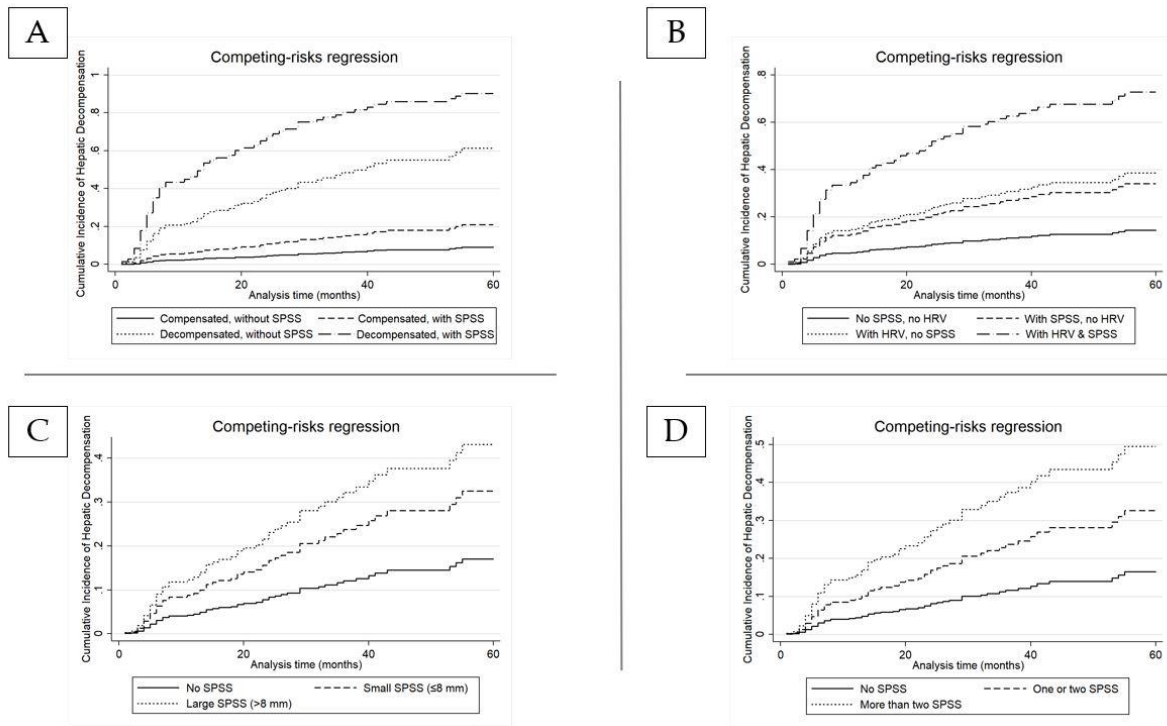 A
Competing-risks regression
Cumulative Incidence of Hepatic Decompensation
1
.8
.6
.4
.2
0
0 20 40 60
Analysis time (months)
Compensated, without SPSS Compensated, with SPSS
Decompensated, without SPSS Decompensated, with SPSS
B
Competing-risks regression
Cumulative Incidence of Hepatic Decompensation
.8
.6
.4
.2
0
0 20 40 60
Analysis time (months)
No SPSS, no HRV With SPSS, no HRV
With HRV, no SPSS With HRV & SPSS
C
Competing-risks regression
Cumulative Incidence of Hepatic Decompensation
.4
.3
.2
.1
0
0 20 40 60
Analysis time (months)
No SPSS Small SPSS (≤8 mm)
Large SPSS (>8 mm)
D
Competing-risks regression
Cumulative Incidence of Hepatic Decompensation
.5
.4
.3
.2
.1
0
0 20 40 60
Analysis time (months)
No SPSS One or two SPSS
More than two SPSS